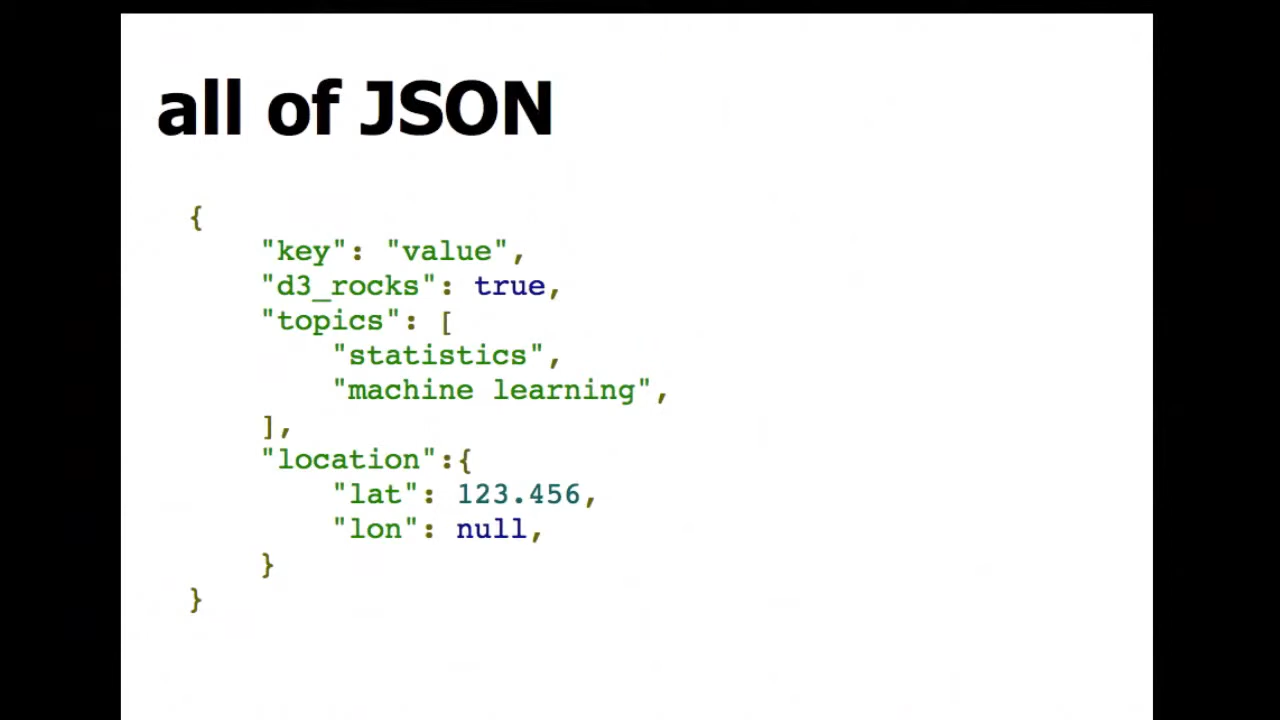 all of JSON
{
"key": "value",
"d3_rocks": true,
"topics": [
"statistics",
"machine learning",
],
"location":{
"lat": 123.456,
"lon": null,
}
}